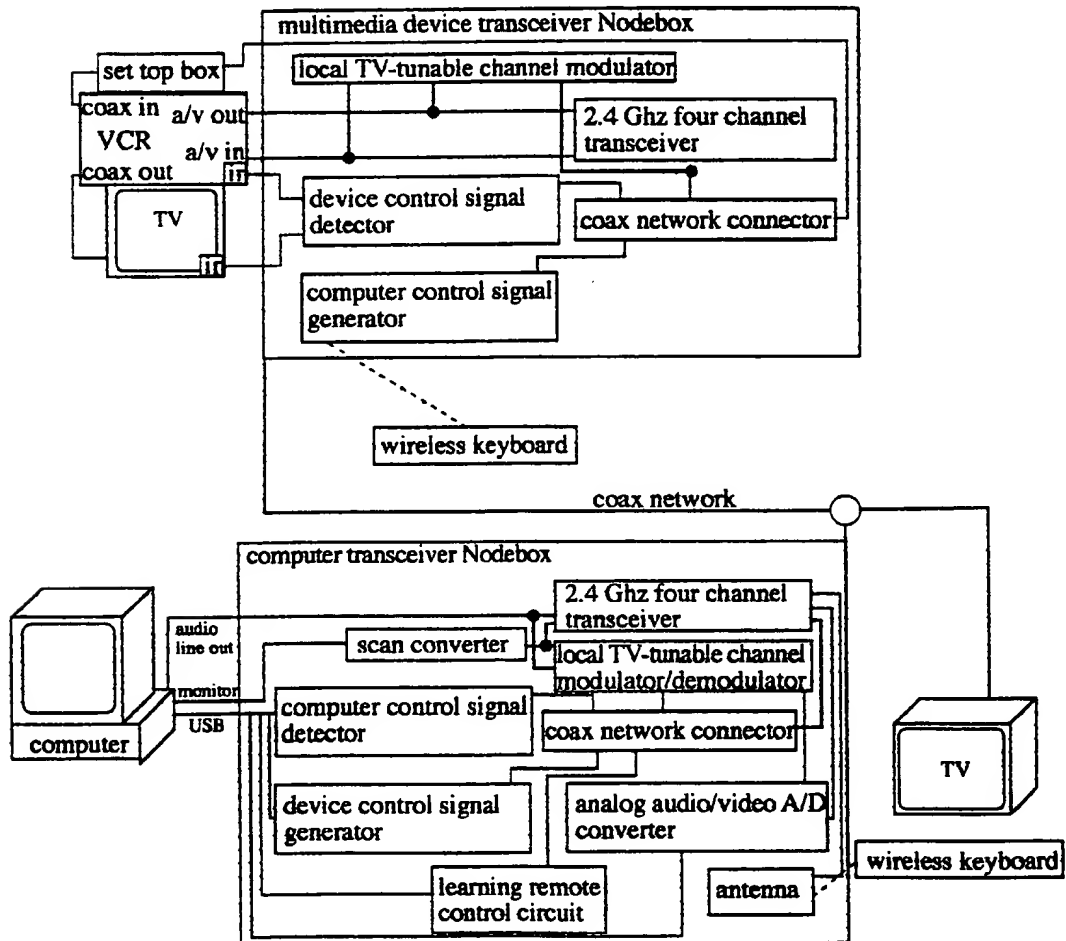 multimedia device transceiver Nodebox
set top box
local TV-tunable channel modulator
coax in
a/v out
VCR
a/v in
coax out
ir
2.4 Ghz four channel
transceiver
TV
ir
device control signal
detector
coax network connector
computer control signal
generator
wireless keyboard
coax network
computer transceiver Nodebox
2.4 Ghz four channel
transceiver
audio
line out
scan converter
local TV-tunable channel
modulator/demodulator
monitor
USB
computer control signal
detector
coax network connector
computer
TV
device control signal
generator
analog audio/video A/D
converter
wireless keyboard
learning remote
control circuit
antenna